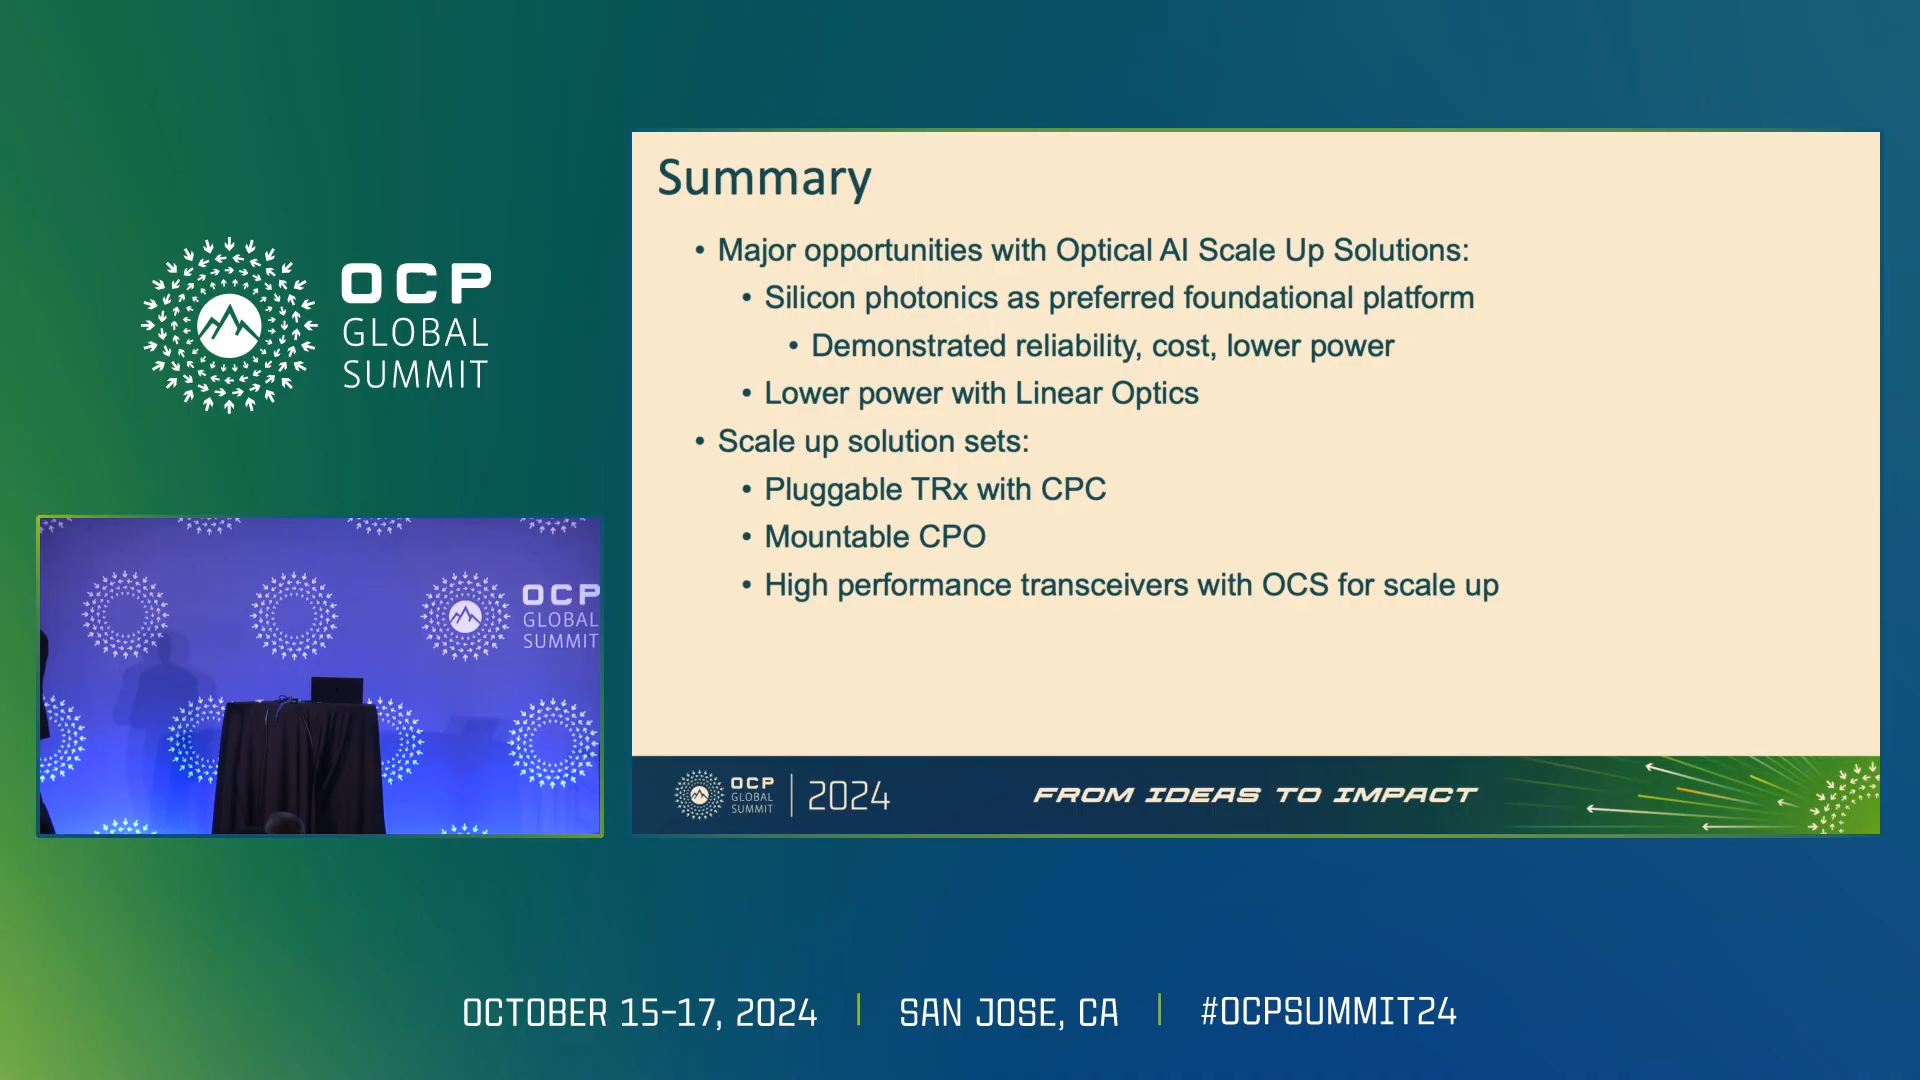 OCP
GLOBAL
SUMMIT
OCP
GLOBAL
SUMMIT
Summary
• Major opportunities with Optical AI Scale Up Solutions:
• Silicon photonics as preferred foundational platform
• Demonstrated reliability, cost, lower power
• Lower power with Linear Optics
• Scale up solution sets:
• Pluggable TRx with CPC
• Mountable CPO
• High performance transceivers with OCS for scale up
OCP
GLOBAL
SUMMIT
2024
FROM IDEAS TO IMPACT
OCTOBER 15-17, 2024 | SAN JOSE, CA | #OCPSUMMIT24